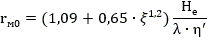 rм0 = (1,09 + 0,65 · ξ^1,2) Hе / (λ · η′)